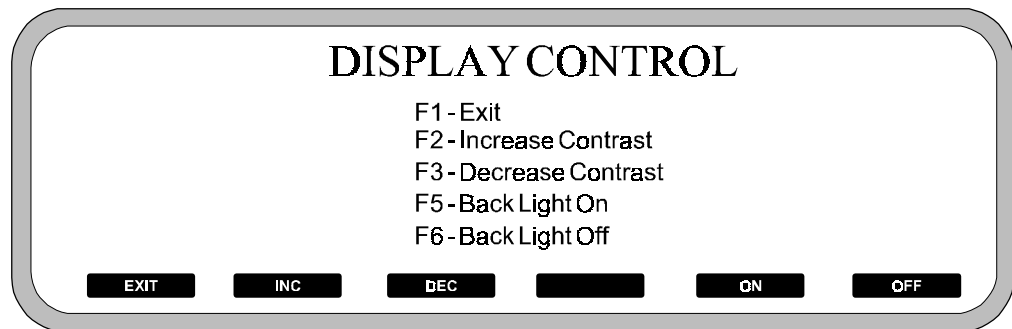 DISPLAY CONTROL
F1 - Exit
F2 - Increase Contrast
F3 - Decrease Contrast
F5 - Back Light On
F6 - Back Light Off
EXIT INC DEC ON OFF